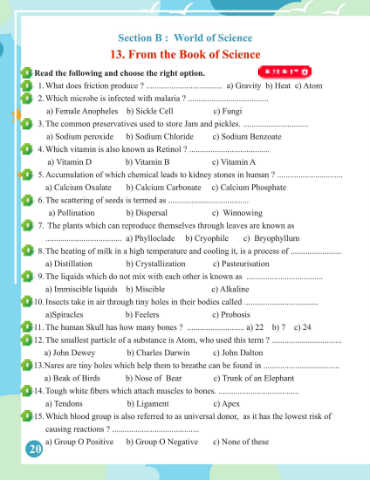 Section B : World of Science
13. From the Book of Science
Read the following and choose the right option.
1. What does friction produce ? ................................... a) Gravity b) Heat c) Atom
2. Which microbe is infected with malaria ? ....................................
a) Female Anopheles b) Sickle Cell c) Fungi
3. The common preservatives used to store Jam and pickles. ..............................
a) Sodium peroxide b) Sodium Chloride c) Sodium Benzoate
4. Which vitamin is also known as Retinol ? ....................................
a) Vitamin D b) Vitamin B c) Vitamin A
5. Accumulation of which chemical leads to kidney stones in human ? ..............................
a) Calcium Oxalate b) Calcium Carbonate c) Calcium Phosphate
6. The scattering of seeds is termed as ....................................
a) Pollination b) Dispersal c) Winnowing
7. The plants which can reproduce themselves through leaves are known as
................................... a) Phylloclade b) Cryophile c) Bryophyllum
8. The heating of milk in a high temperature and cooling it, is a process of ........................
a) Distillation b) Crystallization c) Pasteurisation
9. The liquids which do not mix with each other is known as ...................................
a) Immiscible liquids b) Miscible c) Alkaline
10. Insects take in air through tiny holes in their bodies called ..................................
a)Spiracles b) Feelers c) Probosis
11. The human Skull has how many bones ? .......................... a) 22 b) 7 c) 24
12. The smallest particle of a substance is Atom, who used this term ? ................................
a) John Dewey b) Charles Darwin c) John Dalton
13.Nares are tiny holes which help them to breathe can be found in ...................................
a) Beak of Birds b) Nose of Bear c) Trunk of an Elephant
14. Tough white fibers which attach muscles to bones. ....................................
a) Tendons b) Ligament c) Apex
15. Which blood group is also referred to as universal donor, as it has the lowest risk of
causing reactions ? .......................................
a) Group O Positive b) Group O Negative c) None of these
20